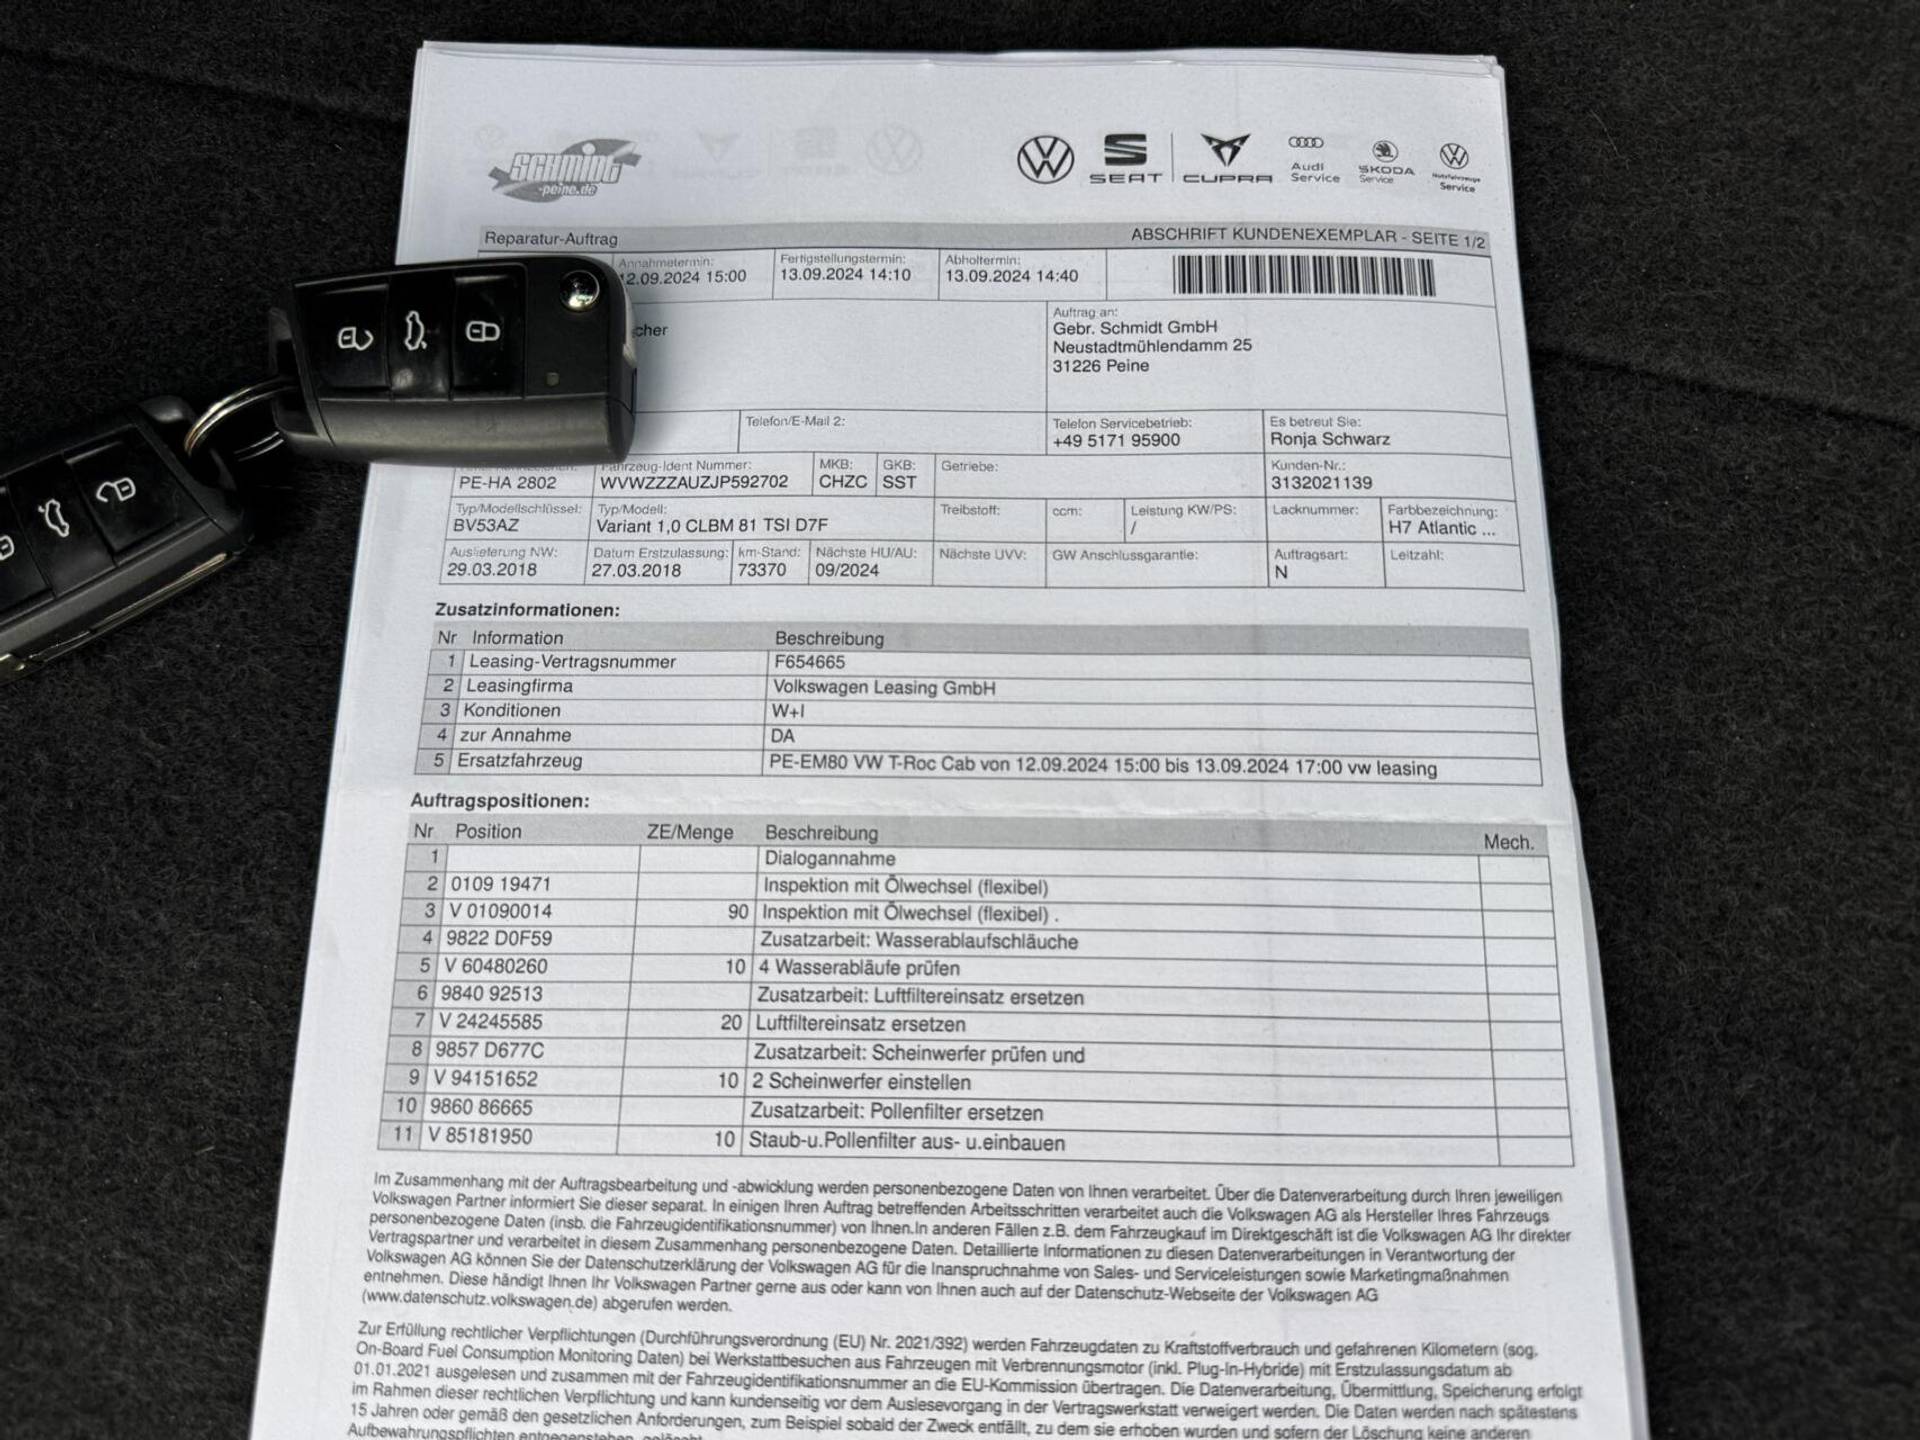 SCHMIDT
-peine.de
SEAT
CUPRA
Audi
Service
SKODA
Service
Nutzfahrzeuge
Service
Reparatur-Auftrag
ABSCHRIFT KUNDENEXEMPLAR - SEITE 1/2
Annahmetermin: Fertigstellungstermin: Abholtermin:
12.09.2024 15:00 13.09.2024 14:10 13.09.2024 14:40
cher
Auftrag an:
Gebr. Schmidt GmbH
Neustadtmühlendamm 25
31226 Peine
Telefon/E-Mail 2: Telefon Servicebetrieb: Es betreut Sie:
+49 5171 95900 Ronja Schwarz
Fahrzeug-Ident Nummer: MKB: GKB: Getriebe: Kunden-Nr.:
PE-HA 2802 WVWZZZAUZJP592702 CHZC SST 3132021139
Typ/Modellschlüssel: Typ/Modell: Treibstoff: ccm: Leistung KW/PS: Lacknummer: Farbbezeichnung:
BV53AZ Variant 1,0 CLBM 81 TSI D7F / H7 Atlantic ...
Auslieferung NW: Datum Erstzulassung: km-Stand: Nächste HU/AU: Nächste UVV: GW Anschlussgarantie: Auftragsart: Leitzahl:
29.03.2018 27.03.2018 73370 09/2024 N
Zusatzinformationen:
Nr Information Beschreibung
1 Leasing-Vertragsnummer F654665
2 Leasingfirma Volkswagen Leasing GmbH
3 Konditionen W+I
4 zur Annahme DA
5 Ersatzfahrzeug PE-EM80 VW T-Roc Cab von 12.09.2024 15:00 bis 13.09.2024 17:00 vw leasing
Auftragspositionen:
Nr Position ZE/Menge Beschreibung Mech.
1 Dialogannahme
2 0109 19471 Inspektion mit Ölwechsel (flexibel)
3 V 01090014 90 Inspektion mit Ölwechsel (flexibel) .
4 9822 D0F59 Zusatzarbeit: Wasserablaufschläuche
5 V 60480260 10 4 Wasserabläufe prüfen
6 9840 92513 Zusatzarbeit: Luftfiltereinsatz ersetzen
7 V 24245585 20 Luftfiltereinsatz ersetzen
8 9857 D677C Zusatzarbeit: Scheinwerfer prüfen und
9 V 94151652 10 2 Scheinwerfer einstellen
10 9860 86665 Zusatzarbeit: Pollenfilter ersetzen
11 V 85181950 10 Staub-u.Pollenfilter aus- u.einbauen
Im Zusammenhang mit der Auftragsbearbeitung und -abwicklung werden personenbezogene Daten von Ihnen verarbeitet. Über die Datenverarbeitung durch Ihren jeweiligen
Volkswagen Partner informiert Sie dieser separat. In einigen Ihren Auftrag betreffenden Arbeitsschritten verarbeitet auch die Volkswagen AG als Hersteller Ihres Fahrzeugs
personenbezogene Daten (insb. die Fahrzeugidentifikationsnummer) von Ihnen.In anderen Fällen z.B. dem Fahrzeugkauf im Direktgeschäft ist die Volkswagen AG Ihr direkter
Vertragspartner und verarbeitet in diesem Zusammenhang personenbezogene Daten. Detaillierte Informationen zu diesen Datenverarbeitungen in Verantwortung der
Volkswagen AG können Sie der Datenschutzerklärung der Volkswagen AG für die Inanspruchnahme von Sales- und Serviceleistungen sowie Marketingmaßnahmen
entnehmen. Diese händigt Ihnen Ihr Volkswagen Partner gerne aus oder kann von Ihnen auch auf der Datenschutz-Webseite der Volkswagen AG
(www.datenschutz.volkswagen.de) abgerufen werden.
Zur Erfüllung rechtlicher Verpflichtungen (Durchführungsverordnung (EU) Nr. 2021/392) werden Fahrzeugdaten zu Kraftstoffverbrauch und gefahrenen Kilometern (sog.
On-Board Fuel Consumption Monitoring Daten) bei Werkstattbesuchen aus Fahrzeugen mit Verbrennungsmotor (inkl. Plug-In-Hybride) mit Erstzulassungsdatum ab
01.01.2021 ausgelesen und zusammen mit der Fahrzeugidentifikationsnummer an die EU-Kommission übertragen. Die Datenverarbeitung, Übermittlung, Speicherung erfolgt
im Rahmen dieser rechtlichen Verpflichtung und kann kundenseitig vor dem Auslesevorgang in der Vertragswerkstatt verweigert werden. Die Daten werden nach spätestens
15 Jahren oder gemäß den gesetzlichen Anforderungen, zum Beispiel sobald der Zweck entfällt, zu dem sie erhoben wurden und sofern der Löschung keine anderen
Aufbewahrungspflichten entgegenstehen, gelöscht.